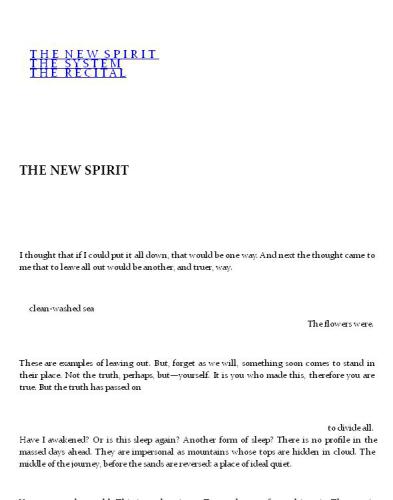 THE NEW SPIRIT
THE SYSTEM
THE RECITAL
THE NEW SPIRIT
I thought that if I could put it all down, that would be one way. And next the thought came to
me that to leave all out would be another, and truer, way.
clean-washed sea
The flowers were.
These are examples of leaving out. But, forget as we will, something soon comes to stand in
their place. Not the truth, perhaps, but—yourself. It is you who made this, therefore you are
true. But the truth has passed on
to divide all.
Have I awakened? Or is this sleep again? Another form of sleep? There is no profile in the
massed days ahead. They are impersonal as mountains whose tops are hidden in cloud. The
middle of the journey, before the sands are reversed: a place of ideal quiet.